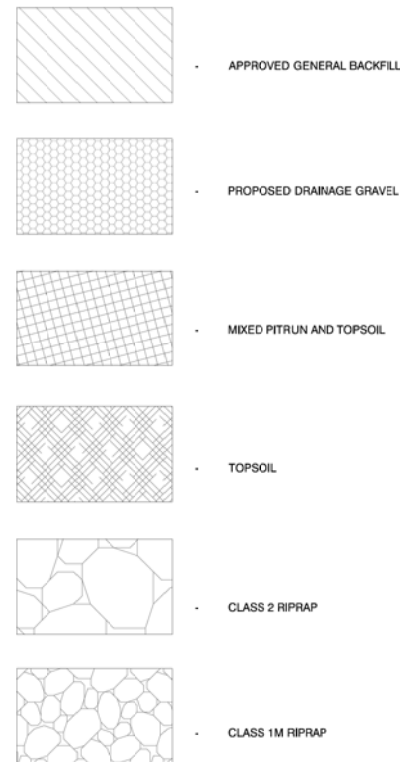 - APPROVED GENERAL BACKFILL
- PROPOSED DRAINAGE GRAVEL
- MIXED PITRUN AND TOPSOIL
- TOPSOIL
- CLASS 2 RIPRAP
- CLASS 1M RIPRAP